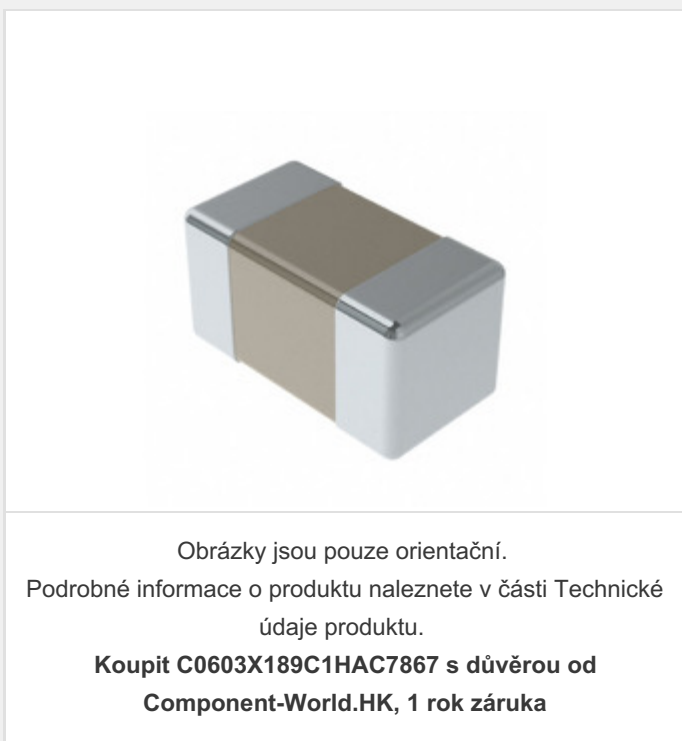 Obrázky jsou pouze orientační.
Podrobné informace o produktu naleznete v části Technické
údaje produktu.
Koupit C0603X189C1HAC7867 s důvěrou od
Component-World.HK, 1 rok záruka